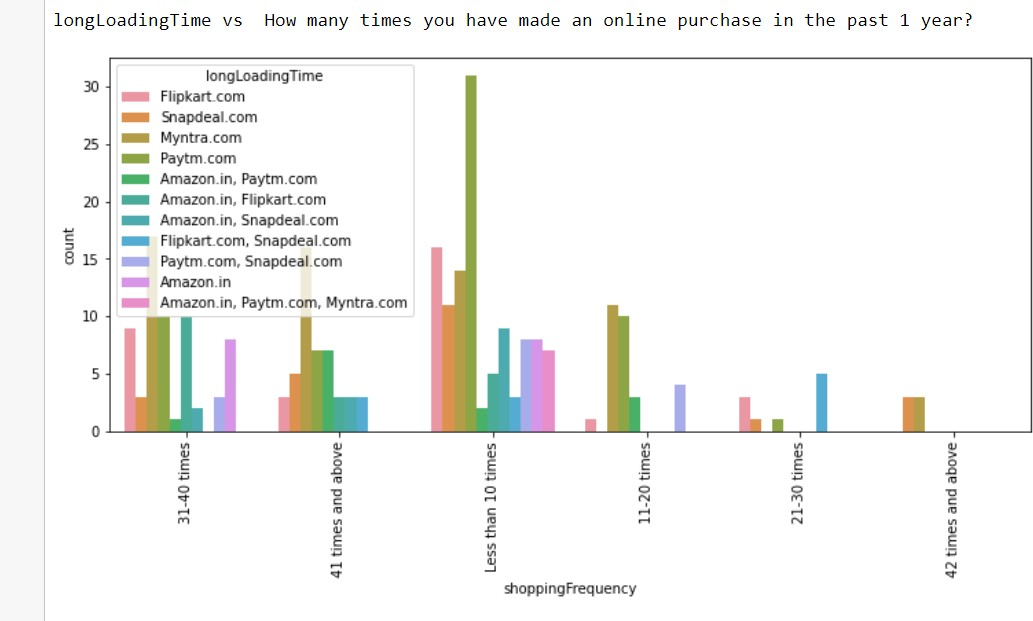 longLoadingTime vs  How many times you have made an online purchase in the past 1 year?
longLoadingTime
Flipkart.com
Snapdeal.com
Myntra.com
Paytm.com
Amazon.in, Paytm.com
Amazon.in, Flipkart.com
Amazon.in, Snapdeal.com
Flipkart.com, Snapdeal.com
Paytm.com, Snapdeal.com
Amazon.in
Amazon.in, Paytm.com, Myntra.com
count
30
25
20
15
10
5
0
31-40 times
41 times and above
Less than 10 times
11-20 times
21-30 times
42 times and above
shoppingFrequency